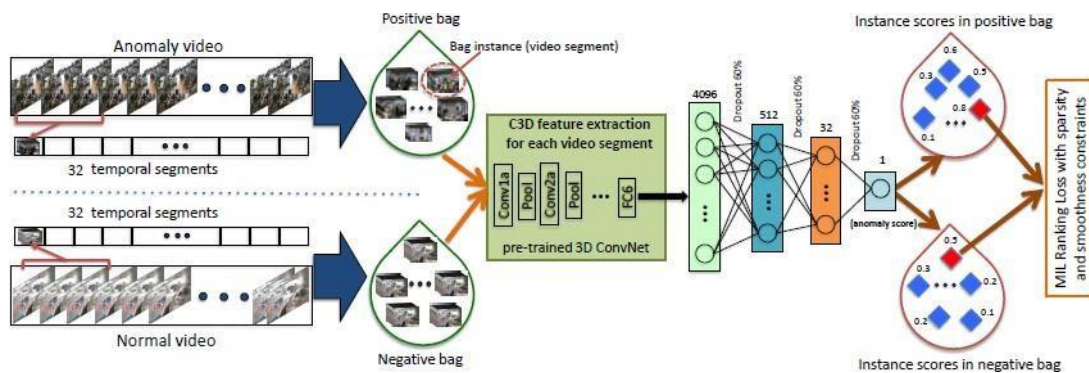 Anomaly video
32 temporal segments
32 temporal segments
Normal video
Positive bag
Bag instance (video segment)
Negative bag
C3D feature extraction
for each video segment
Conv1a
Pool
Conv2a
Pool
FC6
pre-trained 3D ConvNet
4096
Dropout 60%
512
Dropout 60%
32
Dropout 60%
1
(anomaly score)
Instance scores in positive bag
0.6
0.3
0.5
0.8
0.1
0.5
0.3
0.2
0.2
0.1
Instance scores in negative bag
MIL Ranking Loss with sparsity
and smoothness constraints